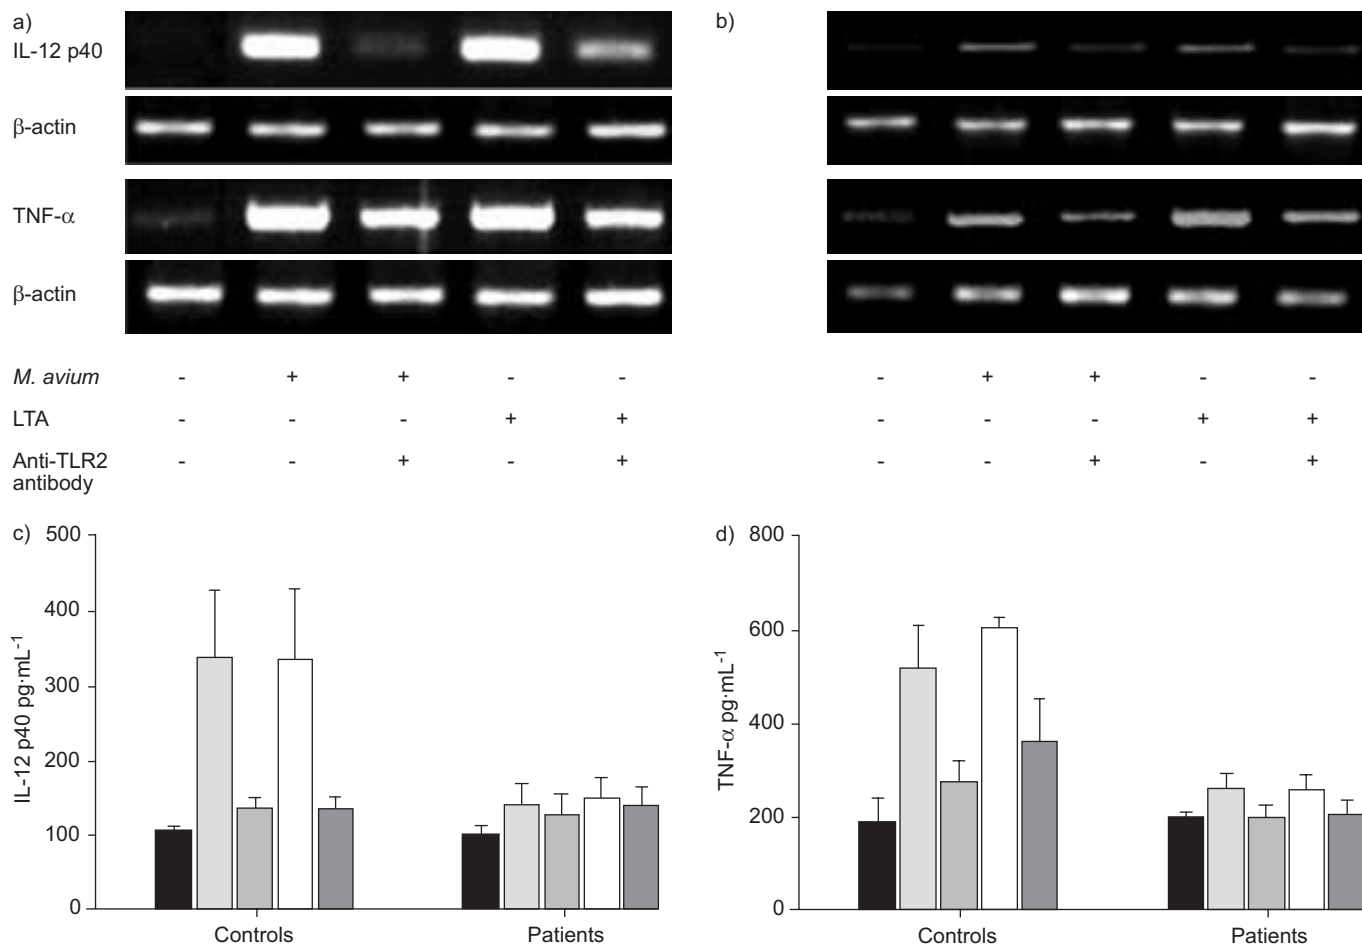 a)
IL-12 p40
β-actin
TNF-α
β-actin
b)
M. avium - + + - - - + + - -
LTA - - - + + - - - + +
Anti-TLR2
antibody - - + - + - - + - +
c)
IL-12 p40 pg·mL-1
500
400
300
200
100
0
Controls Patients
d)
TNF-α pg·mL-1
800
600
400
200
0
Controls Patients